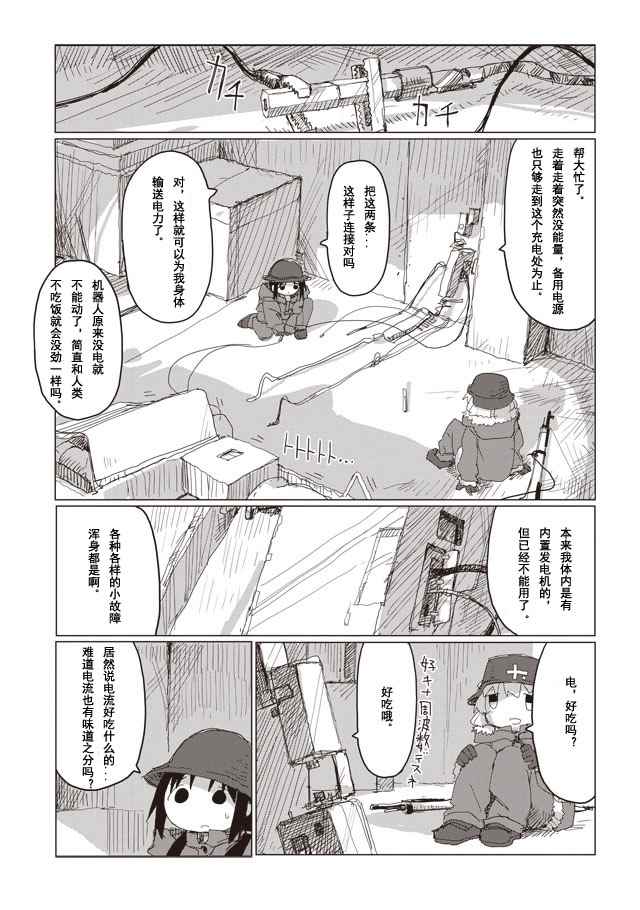 カチ
カチ
帮大忙了。
走着走着突然没能量，备用电源
也只够走到这个充电处为止。
把这两条…
这样子连接对吗
对，这样就可以为我身体
输送电力了。
机器人原来没电就
不能动了，简直和人类
不吃饭就会没劲一样吗。
トトトト…
本来我体内是有
内置发电机的，
但已经不能用了。
各种各样的小故障
浑身都是啊。
电，好吃吗？
好吃哦。
好キナ周波数デスネ
居然说电流好吃什么的…
难道电流也有味道之分吗？